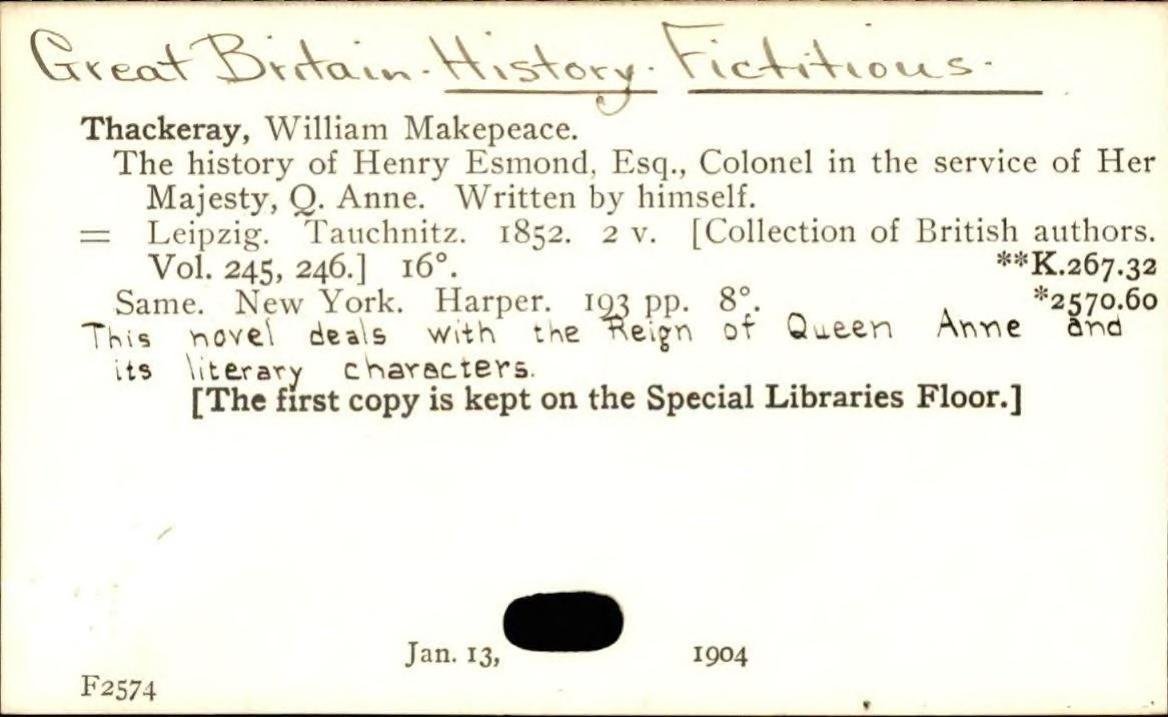 Great Britain. History. Fictitious.
Thackeray, William Makepeace.
The history of Henry Esmond, Esq., Colonel in the service of Her
Majesty, Q. Anne. Written by himself.
= Leipzig. Tauchnitz. 1852. 2 v. [Collection of British authors.
Vol. 245, 246.] 16°. **K.267.32
Same. New York. Harper. 193 pp. 8°. *2570.60
This novel deals with the Reign of Queen Anne and
its literary characters.
[The first copy is kept on the Special Libraries Floor.]
Jan. 13, 1904
F2574